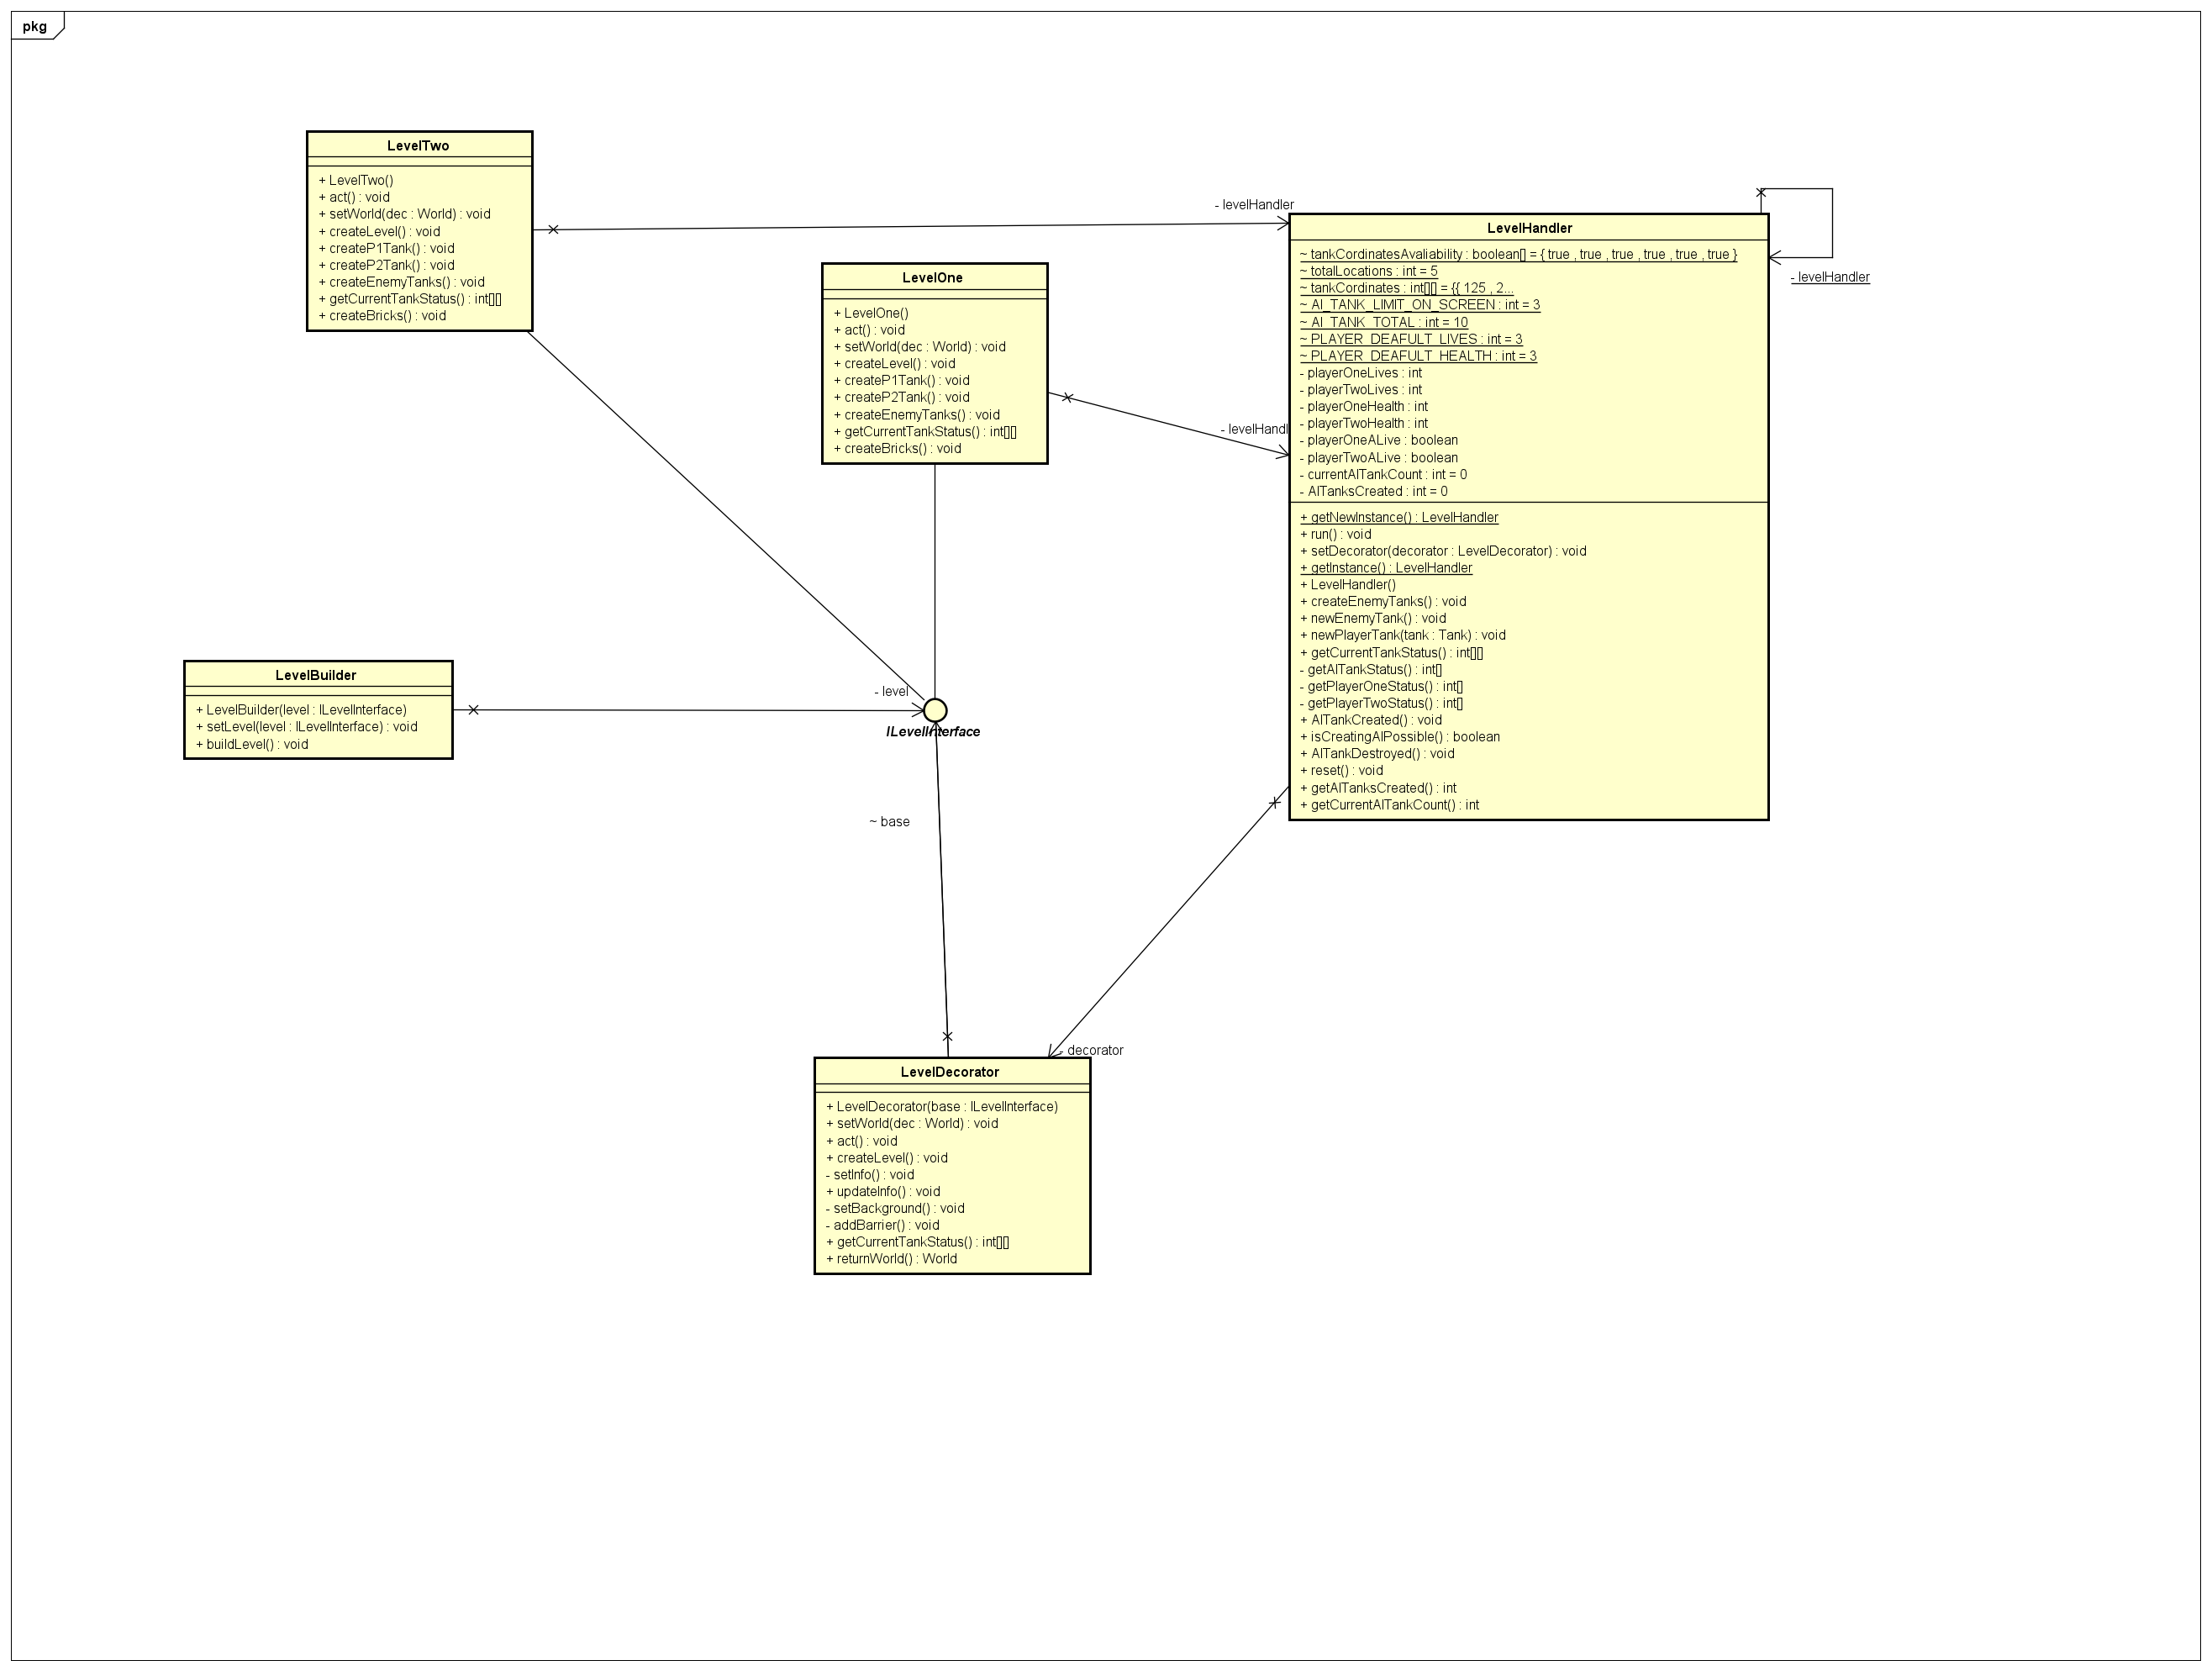 pkg
LevelTwo
+ LevelTwo()
+ act() : void
+ setWorld(dec : World) : void
+ createLevel() : void
+ createP1Tank() : void
+ createP2Tank() : void
+ createEnemyTanks() : void
+ getCurrentTankStatus() : int[][]
+ createBricks() : void
- levelHandler
LevelOne
+ LevelOne()
+ act() : void
+ setWorld(dec : World) : void
+ createLevel() : void
+ createP1Tank() : void
+ createP2Tank() : void
+ createEnemyTanks() : void
+ getCurrentTankStatus() : int[][]
+ createBricks() : void
- levelHandl
LevelHandler
~ tankCordinatesAvaliability : boolean[] = { true , true , true , true , true , true }
~ totalLocations : int = 5
~ tankCordinates : int[][] = {{ 125 , 2...
~ AI_TANK_LIMIT_ON_SCREEN : int = 3
~ AI_TANK_TOTAL : int = 10
~ PLAYER_DEAFULT_LIVES : int = 3
~ PLAYER_DEAFULT_HEALTH : int = 3
- playerOneLives : int
- playerTwoLives : int
- playerOneHealth : int
- playerTwoHealth : int
- playerOneALive : boolean
- playerTwoALive : boolean
- currentAITankCount : int = 0
- AITanksCreated : int = 0
+ getNewInstance() : LevelHandler
+ run() : void
+ setDecorator(decorator : LevelDecorator) : void
+ getInstance() : LevelHandler
+ LevelHandler()
+ createEnemyTanks() : void
+ newEnemyTank() : void
+ newPlayerTank(tank : Tank) : void
+ getCurrentTankStatus() : int[][]
- getAITankStatus() : int[]
- getPlayerOneStatus() : int[]
- getPlayerTwoStatus() : int[]
+ AITankCreated() : void
+ isCreatingAIPossible() : boolean
+ AITankDestroyed() : void
+ reset() : void
+ getAITanksCreated() : int
+ getCurrentAITankCount() : int
- levelHandler
LevelBuilder
+ LevelBuilder(level : ILevelInterface)
+ setLevel(level : ILevelInterface) : void
+ buildLevel() : void
- level
ILevelInterface
~ base
- decorator
LevelDecorator
+ LevelDecorator(base : ILevelInterface)
+ setWorld(dec : World) : void
+ act() : void
+ createLevel() : void
- setInfo() : void
+ updateInfo() : void
- setBackground() : void
- addBarrier() : void
+ getCurrentTankStatus() : int[][]
+ returnWorld() : World